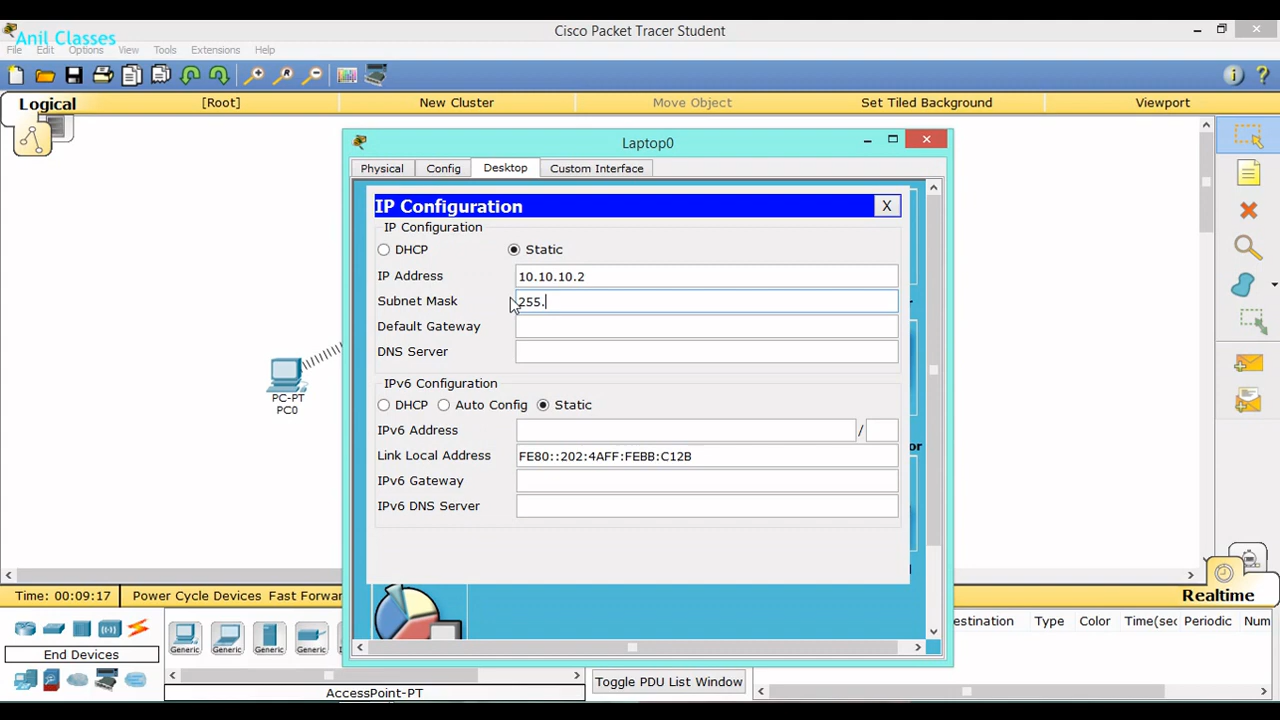 Cisco Packet Tracer Student
Anil Classes
File Edit Options View Tools Extensions Help
Logical [Root] New Cluster Move Object Set Tiled Background Viewport
Laptop0
Physical Config Desktop Custom Interface
IP Configuration X
IP Configuration
DHCP Static
IP Address 10.10.10.2
Subnet Mask 255.
Default Gateway
DNS Server
IPv6 Configuration
DHCP Auto Config Static
IPv6 Address /
Link Local Address FE80::202:4AFF:FEBB:C12B
IPv6 Gateway
IPv6 DNS Server
PC-PT
PC0
or
Time: 00:09:17 Power Cycle Devices Fast Forwar
Realtime
Generic Generic Generic Generic
End Devices
AccessPoint-PT
Toggle PDU List Window
estination Type Color Time(sec Periodic Num